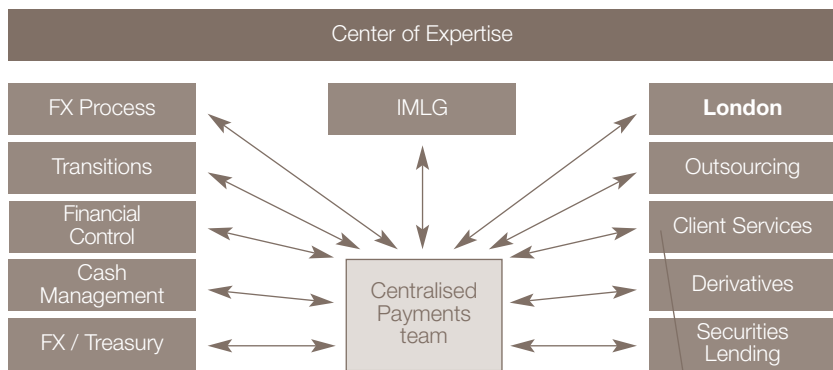 Center of Expertise
FX Process
IMLG
London
Transitions
Outsourcing
Financial
Control
Client Services
Cash
Management
Derivatives
Centralised
Payments
team
FX / Treasury
Securities
Lending